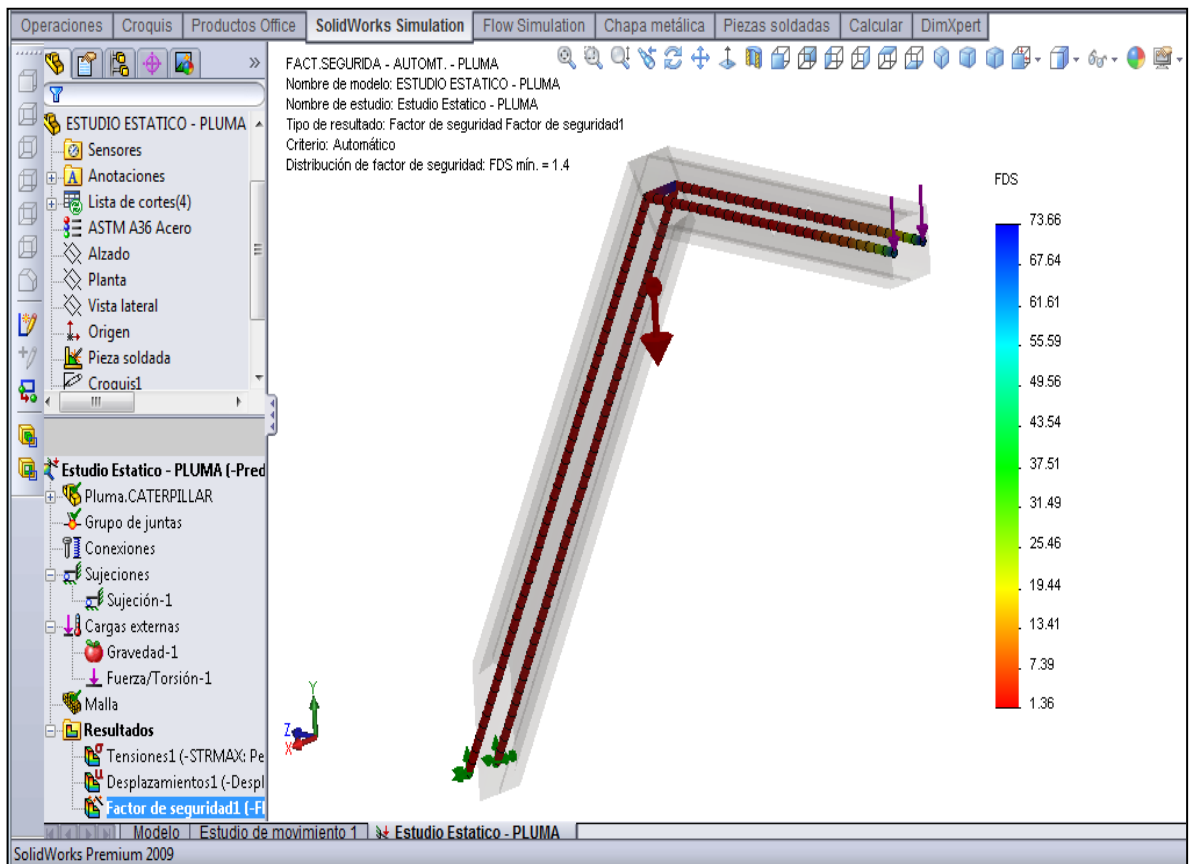 Operaciones Croquis Productos Office SolidWorks Simulation Flow Simulation Chapa metálica Piezas soldadas Calcular DimXpert
ESTUDIO ESTATICO - PLUMA
Sensores
Anotaciones
Lista de cortes(4)
ASTM A36 Acero
Alzado
Planta
Vista lateral
Origen
Pieza soldada
Croquis1
Estudio Estatico - PLUMA (-Pred
Pluma.CATERPILLAR
Grupo de juntas
Conexiones
Sujeciones
Sujeción-1
Cargas externas
Gravedad-1
Fuerza/Torsión-1
Malla
Resultados
Tensiones1 (-STRMAX: Pe
Desplazamientos1 (-Despl
Factor de seguridad1 (-FI
FACT.SEGURIDA - AUTOMT. - PLUMA
Nombre de modelo: ESTUDIO ESTATICO - PLUMA
Nombre de estudio: Estudio Estatico - PLUMA
Tipo de resultado: Factor de seguridad Factor de seguridad1
Criterio: Automático
Distribución de factor de seguridad: FDS mín. = 1.4
FDS
73.66
67.64
61.61
55.59
49.56
43.54
37.51
31.49
25.46
19.44
13.41
7.39
1.36
Y
Z
X
Modelo Estudio de movimiento 1 Estudio Estatico - PLUMA
SolidWorks Premium 2009